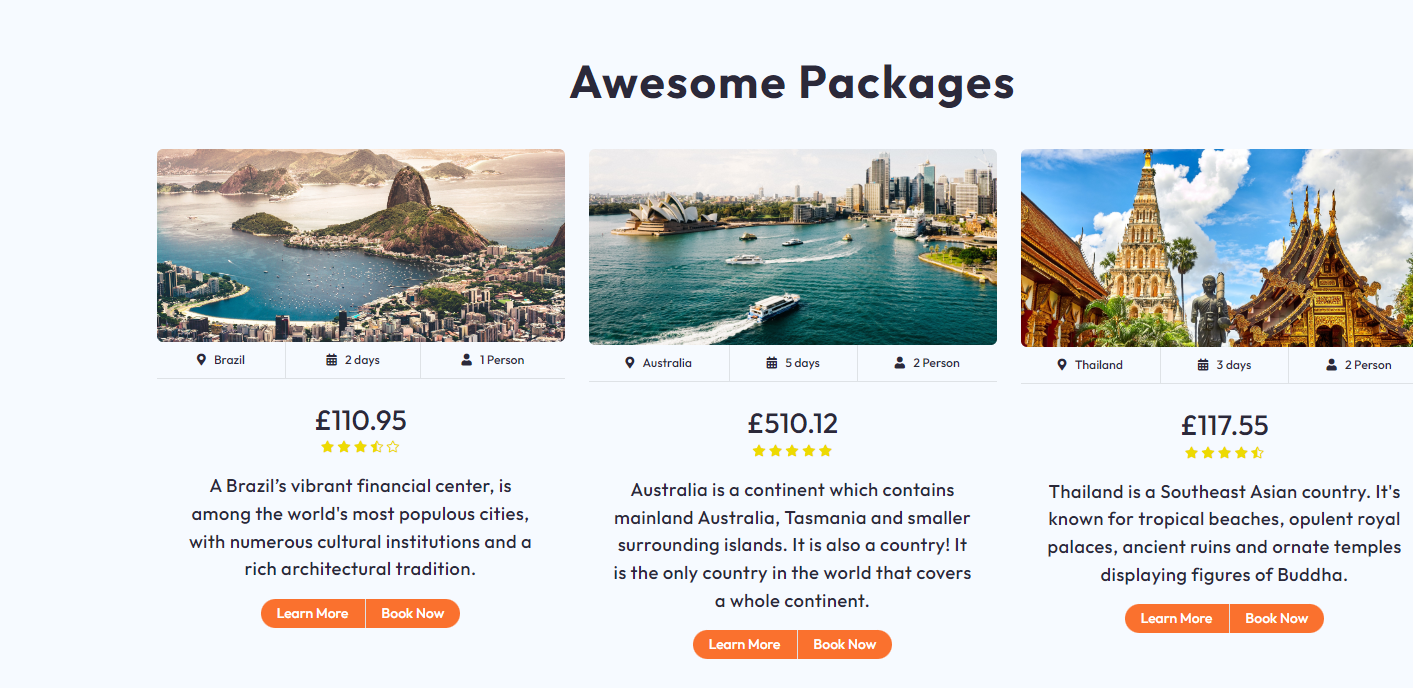 Awesome Packages
Brazil
2 days
1 Person
£110.95
A Brazil’s vibrant financial center, is
among the world's most populous cities,
with numerous cultural institutions and a
rich architectural tradition.
Learn More
Book Now
Australia
5 days
2 Person
£510.12
Australia is a continent which contains
mainland Australia, Tasmania and smaller
surrounding islands. It is also a country! It
is the only country in the world that covers
a whole continent.
Learn More
Book Now
Thailand
3 days
2 Person
£117.55
Thailand is a Southeast Asian country. It's
known for tropical beaches, opulent royal
palaces, ancient ruins and ornate temples
displaying figures of Buddha.
Learn More
Book Now